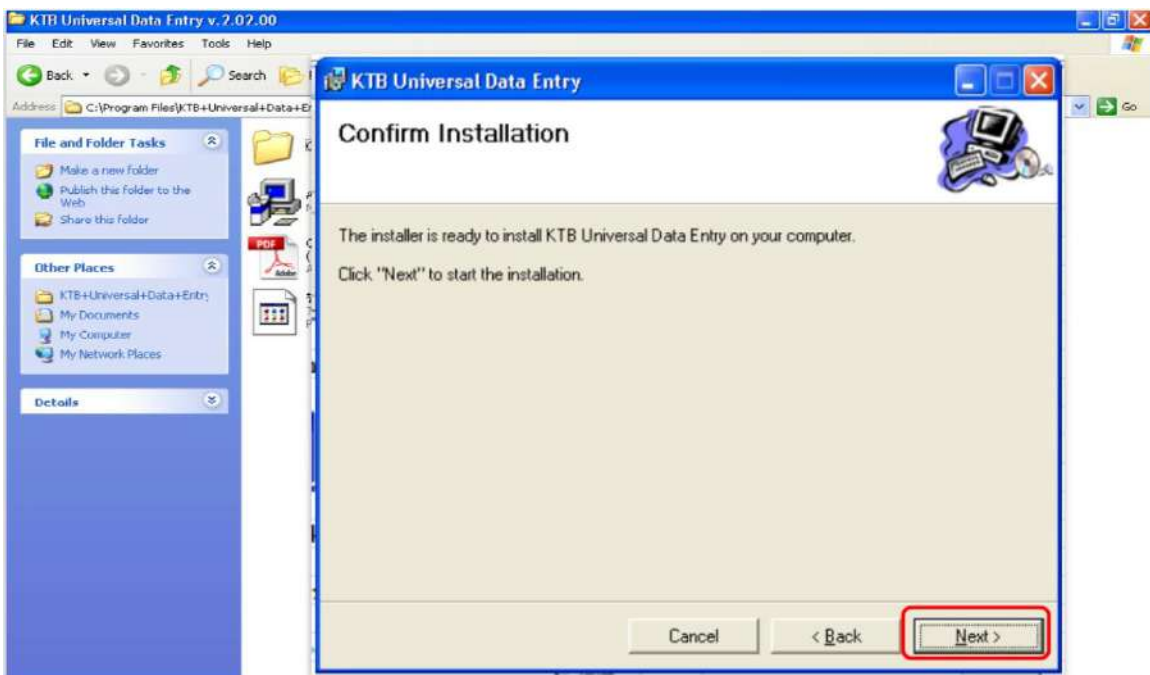 KTB Universal Data Entry v.2.02.00
File Edit View Favorites Tools Help
Back Search
Address C:\Program Files\KTB+Universal+Data+Er
Go
File and Folder Tasks
Make a new folder
Publish this folder to the
Web
Share this folder
Other Places
KTB+Universal+Data+Entr
My Documents
My Computer
My Network Places
Details
PDF
Adobe
KTB Universal Data Entry
Confirm Installation
The installer is ready to install KTB Universal Data Entry on your computer.
Click "Next" to start the installation.
Cancel
< Back
Next >